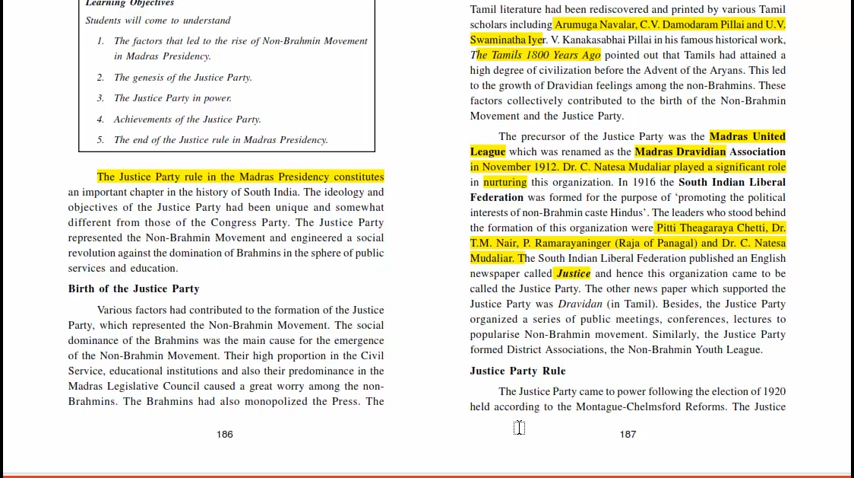 Learning Objectives
Students will come to understand
1. The factors that led to the rise of Non-Brahmin Movement
in Madras Presidency.
2. The genesis of the Justice Party.
3. The Justice Party in power.
4. Achievements of the Justice Party.
5. The end of the Justice rule in Madras Presidency.
The Justice Party rule in the Madras Presidency constitutes
an important chapter in the history of South India. The ideology and
objectives of the Justice Party had been unique and somewhat
different from those of the Congress Party. The Justice Party
represented the Non-Brahmin Movement and engineered a social
revolution against the domination of Brahmins in the sphere of public
services and education.
Birth of the Justice Party
Various factors had contributed to the formation of the Justice
Party, which represented the Non-Brahmin Movement. The social
dominance of the Brahmins was the main cause for the emergence
of the Non-Brahmin Movement. Their high proportion in the Civil
Service, educational institutions and also their predominance in the
Madras Legislative Council caused a great worry among the non-
Brahmins. The Brahmins had also monopolized the Press. The
186
Tamil literature had been rediscovered and printed by various Tamil
scholars including Arumuga Navalar, C.V. Damodaram Pillai and U.V.
Swaminatha Iyer. V. Kanakasabhai Pillai in his famous historical work,
The Tamils 1800 Years Ago pointed out that Tamils had attained a
high degree of civilization before the Advent of the Aryans. This led
to the growth of Dravidian feelings among the non-Brahmins. These
factors collectively contributed to the birth of the Non-Brahmin
Movement and the Justice Party.
The precursor of the Justice Party was the Madras United
League which was renamed as the Madras Dravidian Association
in November 1912. Dr. C. Natesa Mudaliar played a significant role
in nurturing this organization. In 1916 the South Indian Liberal
Federation was formed for the purpose of 'promoting the political
interests of non-Brahmin caste Hindus'. The leaders who stood behind
the formation of this organization were Pitti Theagaraya Chetti, Dr.
T.M. Nair, P. Ramarayaninger (Raja of Panagal) and Dr. C. Natesa
Mudaliar. The South Indian Liberal Federation published an English
newspaper called Justice and hence this organization came to be
called the Justice Party. The other news paper which supported the
Justice Party was Dravidan (in Tamil). Besides, the Justice Party
organized a series of public meetings, conferences, lectures to
popularise Non-Brahmin movement. Similarly, the Justice Party
formed District Associations, the Non-Brahmin Youth League.
Justice Party Rule
The Justice Party came to power following the election of 1920
held according to the Montague-Chelmsford Reforms. The Justice
187